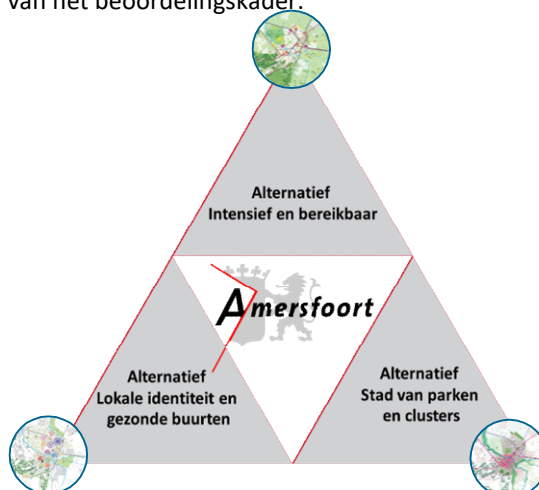 van het beoordelingskader.
Alternatief
Intensief en bereikbaar
Amersfoort
Alternatief
Lokale identiteit en
gezonde buurten
Alternatief
Stad van parken
en clusters